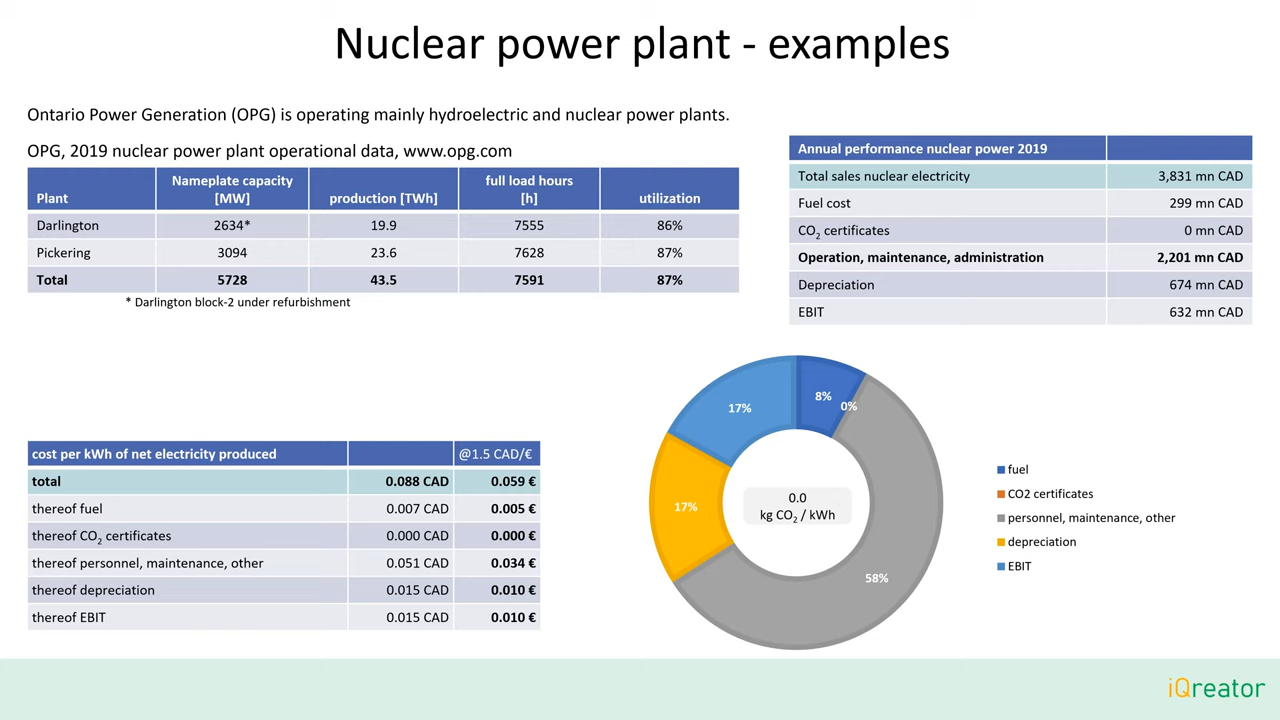 Nuclear power plant - examples
Ontario Power Generation (OPG) is operating mainly hydroelectric and nuclear power plants.
OPG, 2019 nuclear power plant operational data, www.opg.com
Plant Nameplate capacity [MW] production [TWh] full load hours [h] utilization
Darlington 2634* 19.9 7555 86%
Pickering 3094 23.6 7628 87%
Total 5728 43.5 7591 87%
* Darlington block-2 under refurbishment
Annual performance nuclear power 2019
Total sales nuclear electricity 3,831 mn CAD
Fuel cost 299 mn CAD
CO2 certificates 0 mn CAD
Operation, maintenance, administration 2,201 mn CAD
Depreciation 674 mn CAD
EBIT 632 mn CAD
cost per kWh of net electricity produced @1.5 CAD/€
total 0.088 CAD 0.059 €
thereof fuel 0.007 CAD 0.005 €
thereof CO2 certificates 0.000 CAD 0.000 €
thereof personnel, maintenance, other 0.051 CAD 0.034 €
thereof depreciation 0.015 CAD 0.010 €
thereof EBIT 0.015 CAD 0.010 €
8%
0%
17%
17%
58%
0.0
kg CO2 / kWh
fuel
CO2 certificates
personnel, maintenance, other
depreciation
EBIT
iQreator